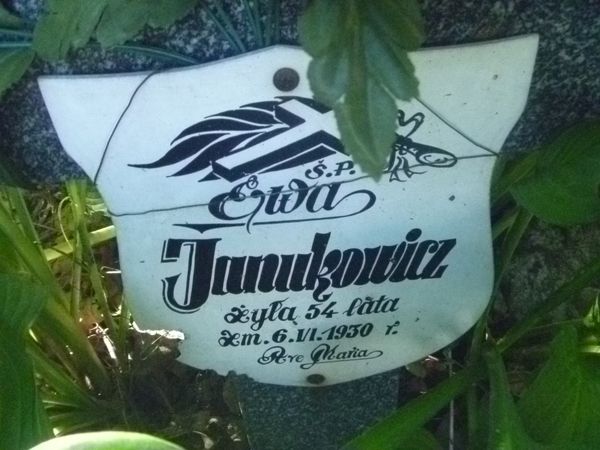 Ś.P.
Ewa
Janukowicz
żyła 54 lata
Zm. 6.VI.1930 r.
Ave Maria